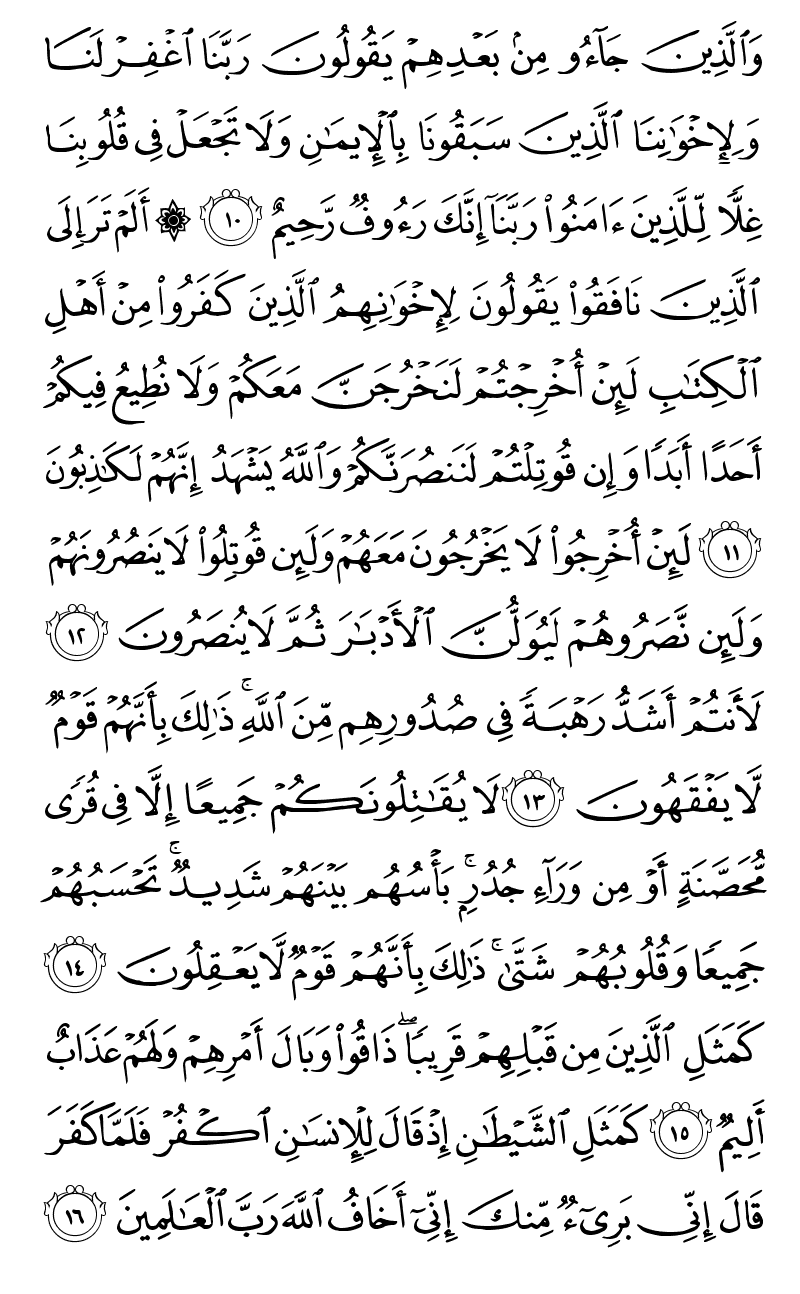 وَٱلَّذِينَ جَآءُو مِنۢ بَعْدِهِمْ يَقُولُونَ رَبَّنَا ٱغْفِرْ لَنَا
وَلِإِخْوَٰنِنَا ٱلَّذِينَ سَبَقُونَا بِٱلْإِيمَٰنِ وَلَا تَجْعَلْ فِى قُلُوبِنَا
غِلًّا لِّلَّذِينَ ءَامَنُوا۟ رَبَّنَآ إِنَّكَ رَءُوفٌ رَّحِيمٌ ١٠ ۞ أَلَمْ تَرَ إِلَى
ٱلَّذِينَ نَافَقُوا۟ يَقُولُونَ لِإِخْوَٰنِهِمُ ٱلَّذِينَ كَفَرُوا۟ مِنْ أَهْلِ
ٱلْكِتَٰبِ لَئِنْ أُخْرِجْتُمْ لَنَخْرُجَنَّ مَعَكُمْ وَلَا نُطِيعُ فِيكُمْ
أَحَدًا أَبَدًا وَإِن قُوتِلْتُمْ لَنَنصُرَنَّكُمْ وَٱللَّهُ يَشْهَدُ إِنَّهُمْ لَكَٰذِبُونَ
١١ لَئِنْ أُخْرِجُوا۟ لَا يَخْرُجُونَ مَعَهُمْ وَلَئِن قُوتِلُوا۟ لَا يَنصُرُونَهُمْ
وَلَئِن نَّصَرُوهُمْ لَيُوَلُّنَّ ٱلْأَدْبَٰرَ ثُمَّ لَا يُنصَرُونَ ١٢
لَأَنتُمْ أَشَدُّ رَهْبَةً فِى صُدُورِهِم مِّنَ ٱللَّهِ ۚ ذَٰلِكَ بِأَنَّهُمْ قَوْمٌ
لَّا يَفْقَهُونَ ١٣ لَا يُقَٰتِلُونَكُمْ جَمِيعًا إِلَّا فِى قُرًى
مُّحَصَّنَةٍ أَوْ مِن وَرَآءِ جُدُرٍۭ ۚ بَأْسُهُم بَيْنَهُمْ شَدِيدٌ ۚ تَحْسَبُهُمْ
جَمِيعًا وَقُلُوبُهُمْ شَتَّىٰ ۚ ذَٰلِكَ بِأَنَّهُمْ قَوْمٌ لَّا يَعْقِلُونَ ١٤
كَمَثَلِ ٱلَّذِينَ مِن قَبْلِهِمْ قَرِيبًا ۖ ذَاقُوا۟ وَبَالَ أَمْرِهِمْ وَلَهُمْ عَذَابٌ
أَلِيمٌ ١٥ كَمَثَلِ ٱلشَّيْطَٰنِ إِذْ قَالَ لِلْإِنسَٰنِ ٱكْفُرْ فَلَمَّا كَفَرَ
قَالَ إِنِّى بَرِىٓءٌ مِّنكَ إِنِّىٓ أَخَافُ ٱللَّهَ رَبَّ ٱلْعَٰلَمِينَ ١٦